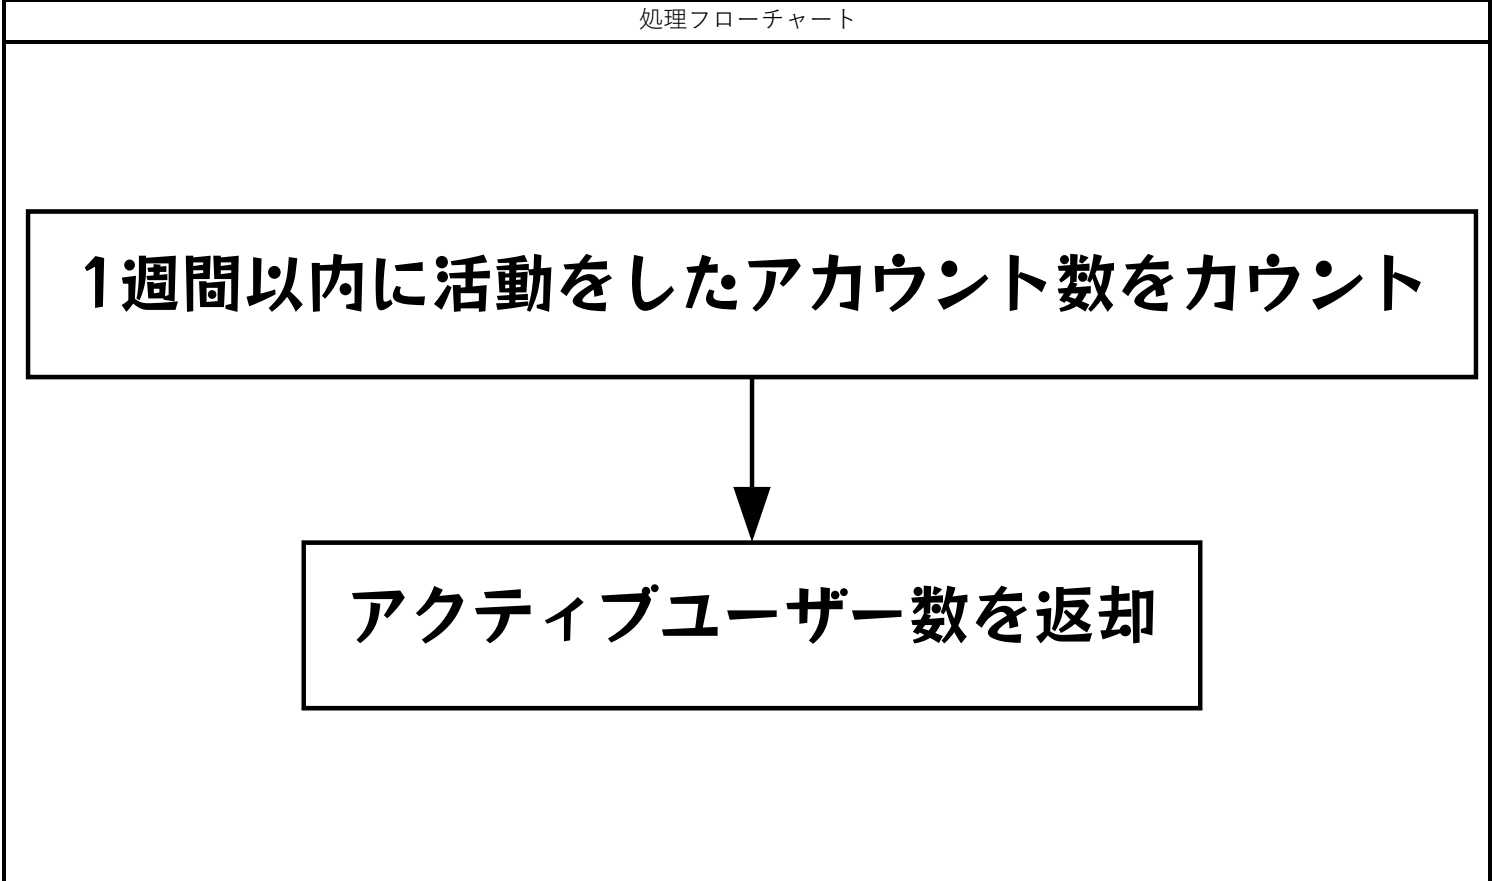 処理フローチャート
1週間以内に活動をしたアカウント数をカウント
アクティブユーザー数を返却